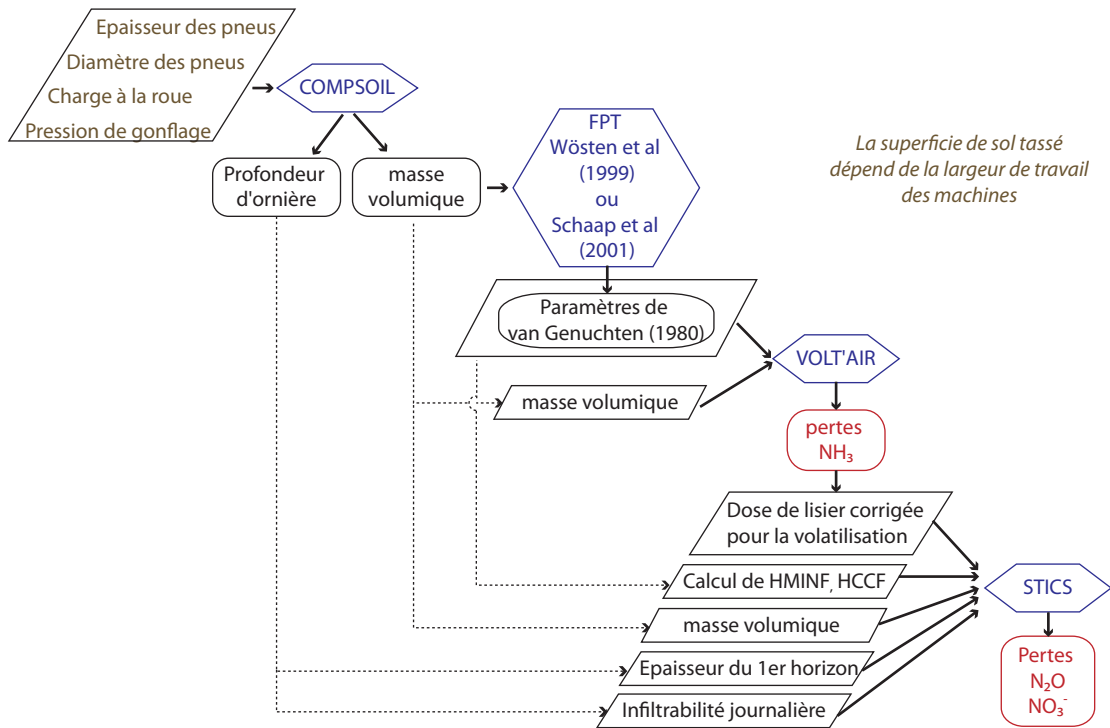 Epaisseur des pneus
Diamètre des pneus
Charge à la roue
Pression de gonflage
COMPSOIL
FPT
Wösten et al
(1999)
ou
Schaap et al
(2001)
La superficie de sol tassé
dépend de la largeur de travail
des machines
Profondeur
d'ornière
masse
volumique
Paramètres de
van Genuchten (1980)
VOLT'AIR
masse volumique
pertes
NH₃
Dose de lisier corrigée
pour la volatilisation
Calcul de HMINF, HCCF
STICS
masse volumique
Epaisseur du 1er horizon
Infiltrabilité journalière
Pertes
N₂O
NO₃⁻